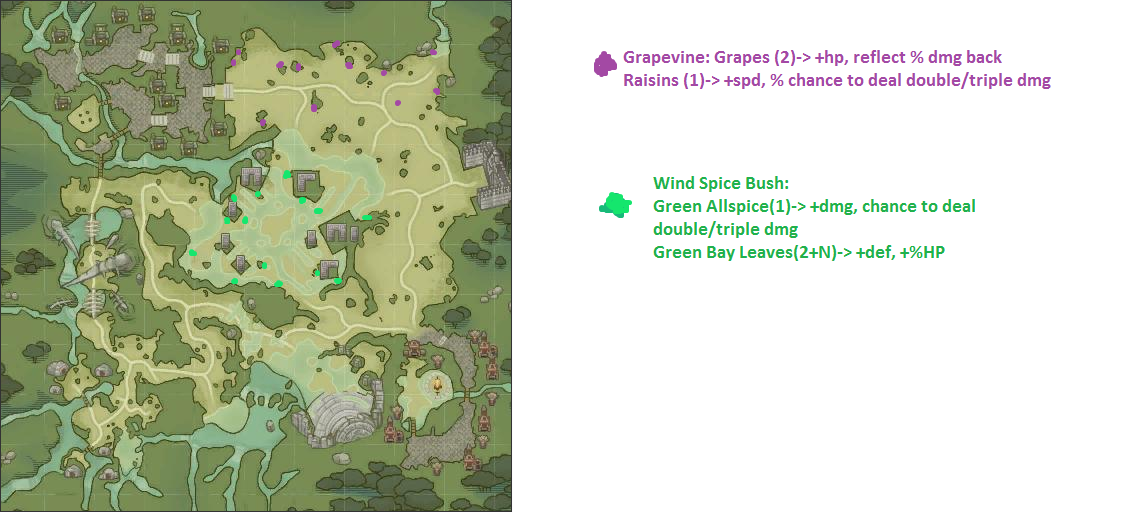 Grapevine: Grapes (2)-> +hp, reflect % dmg back
Raisins (1)-> +spd, % chance to deal double/triple dmg
Wind Spice Bush:
Green Allspice(1)-> +dmg, chance to deal
double/triple dmg
Green Bay Leaves(2+N)-> +def, +%HP